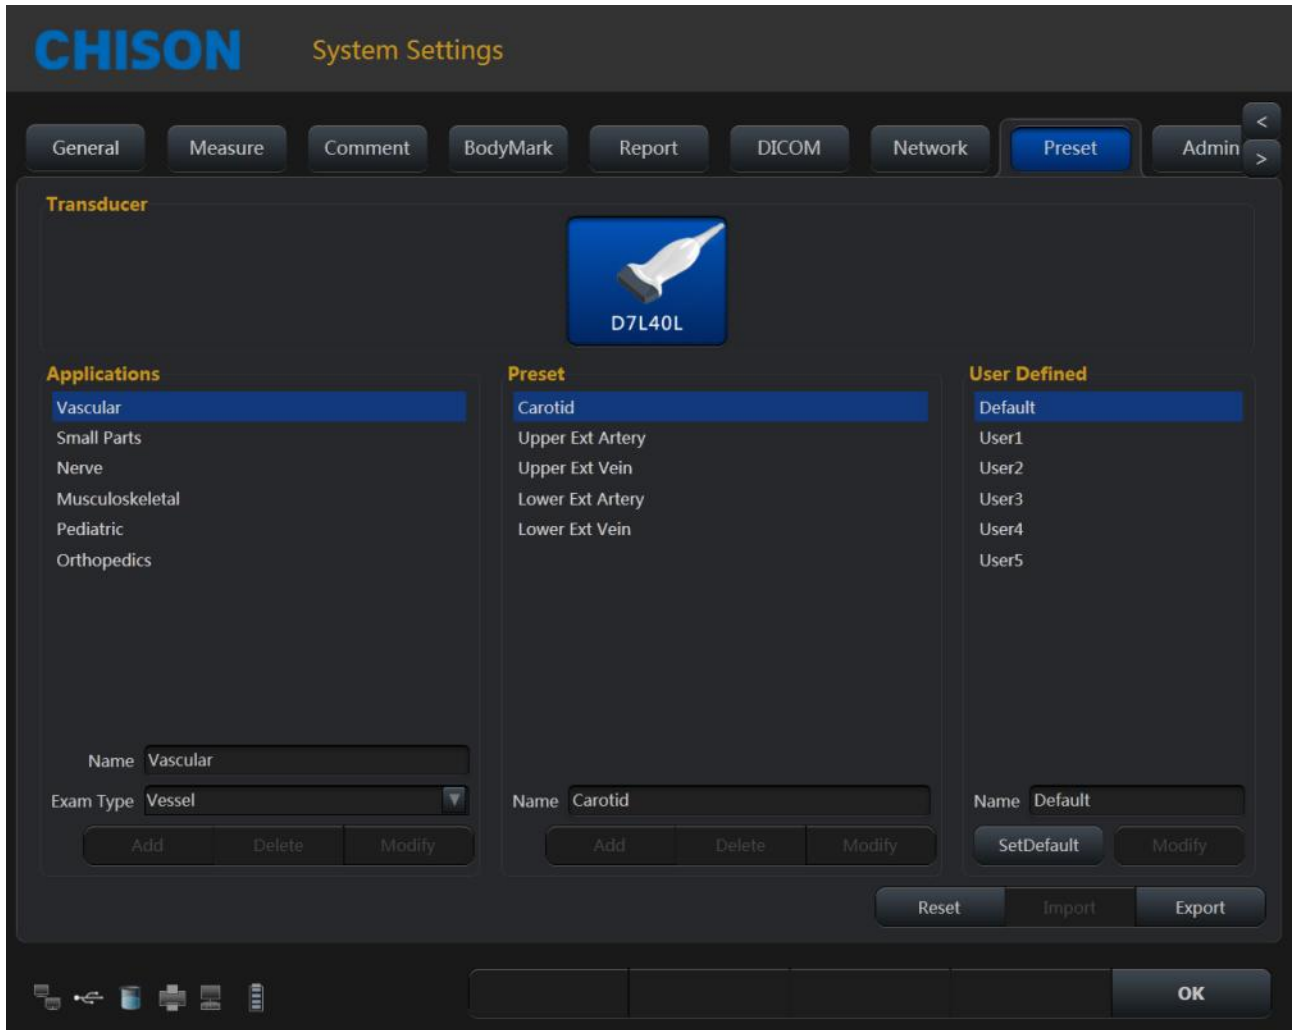 CHISON System Settings
General Measure Comment BodyMark Report DICOM Network Preset Admin < >
Transducer
D7L40L
Applications
Vascular
Small Parts
Nerve
Musculoskeletal
Pediatric
Orthopedics
Name Vascular
Exam Type Vessel
Add Delete Modify
Preset
Carotid
Upper Ext Artery
Upper Ext Vein
Lower Ext Artery
Lower Ext Vein
Name Carotid
Add Delete Modify
User Defined
Default
User1
User2
User3
User4
User5
Name Default
SetDefault Modify
Reset Import Export
OK